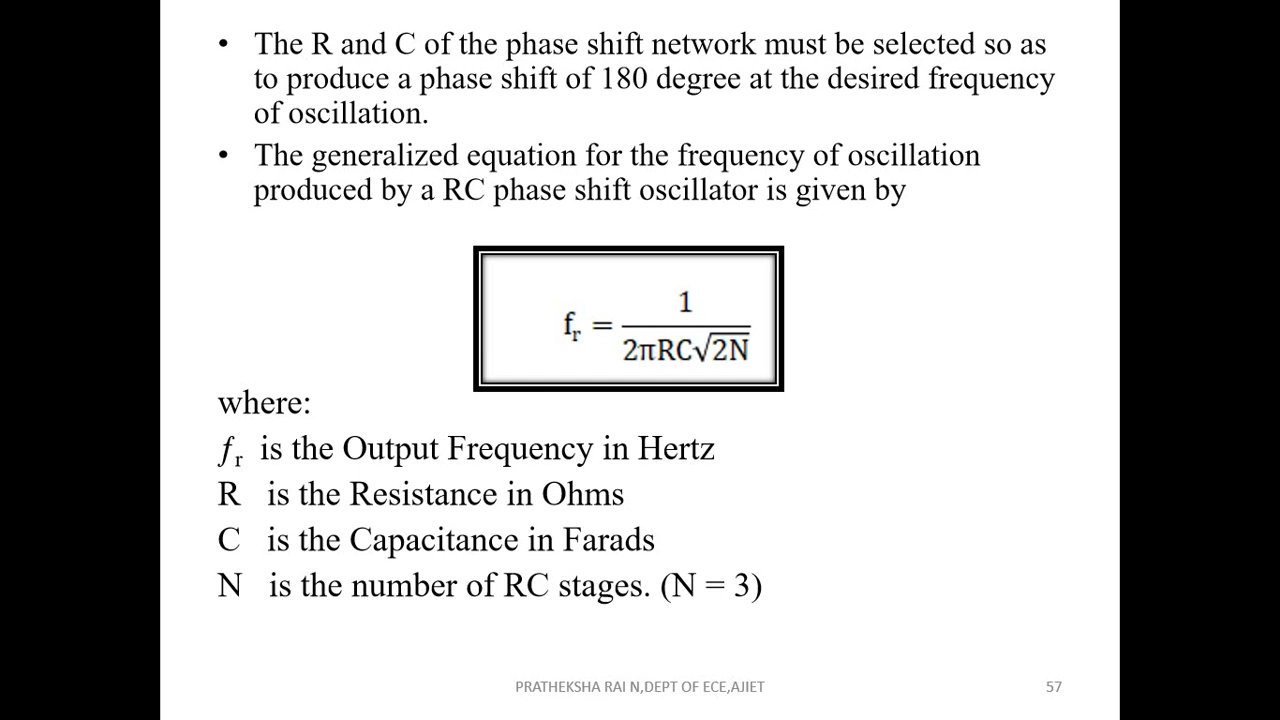 • The R and C of the phase shift network must be selected so as
to produce a phase shift of 180 degree at the desired frequency
of oscillation.
• The generalized equation for the frequency of oscillation
produced by a RC phase shift oscillator is given by
fᵣ = 1 / 2πRC√2N
where:
fᵣ is the Output Frequency in Hertz
R is the Resistance in Ohms
C is the Capacitance in Farads
N is the number of RC stages. (N = 3)
PRATHEKSHA RAI N,DEPT OF ECE,AJIET 57